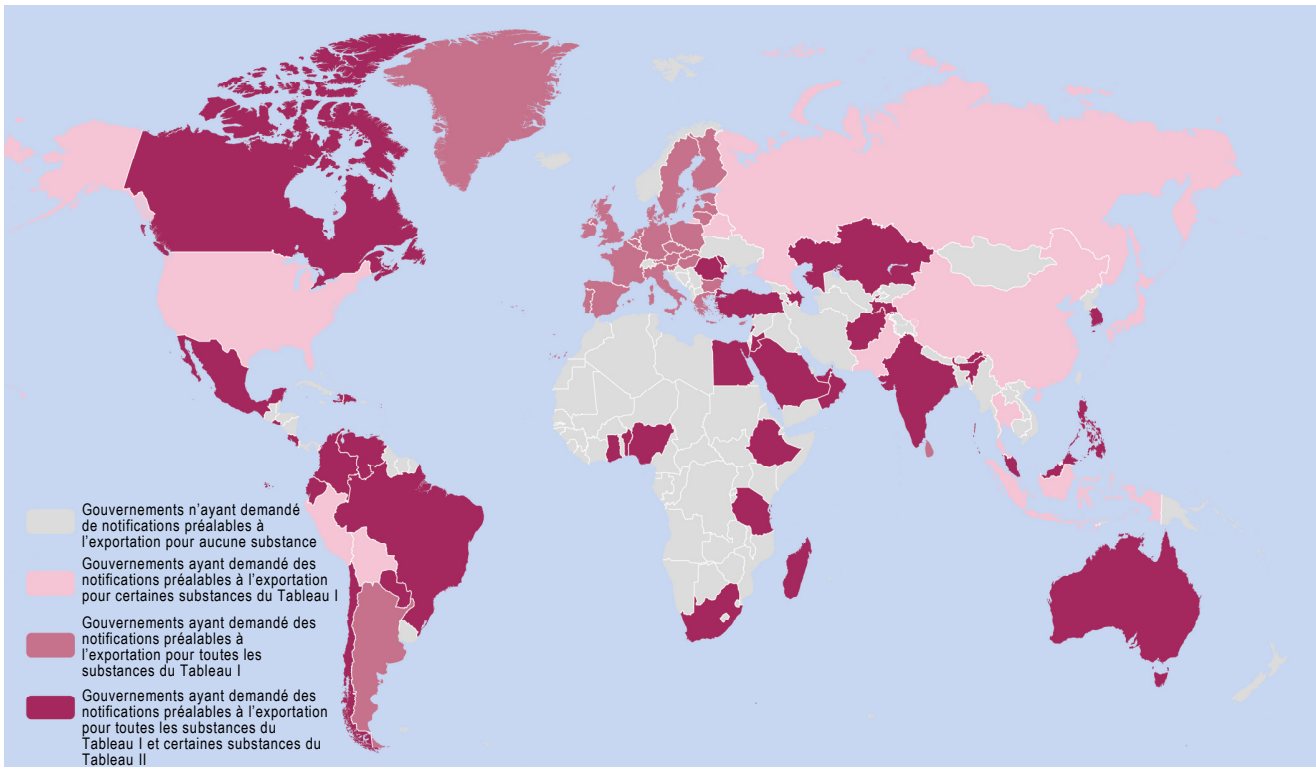 Gouvernements n'ayant demandé
de notifications préalables à
l'exportation pour aucune substance
Gouvernements ayant demandé des
notifications préalables à l'exportation
pour certaines substances du Tableau I
Gouvernements ayant demandé des
notifications préalables à
l'exportation pour toutes les
substances du Tableau I
Gouvernements ayant demandé des
notifications préalables à l'exportation
pour toutes les substances du
Tableau I et certaines substances du
Tableau II